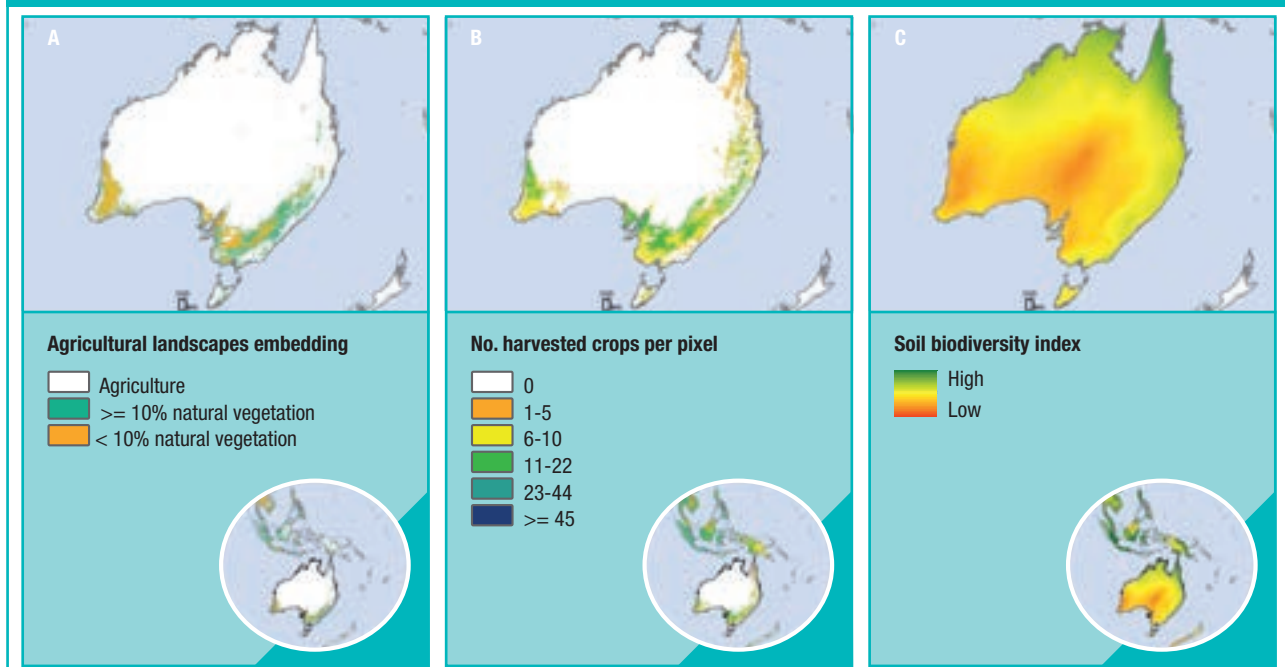 A
Agricultural landscapes embedding
Agriculture
>= 10% natural vegetation
< 10% natural vegetation
B
No. harvested crops per pixel
0
1-5
6-10
11-22
23-44
>= 45
C
Soil biodiversity index
High
Low